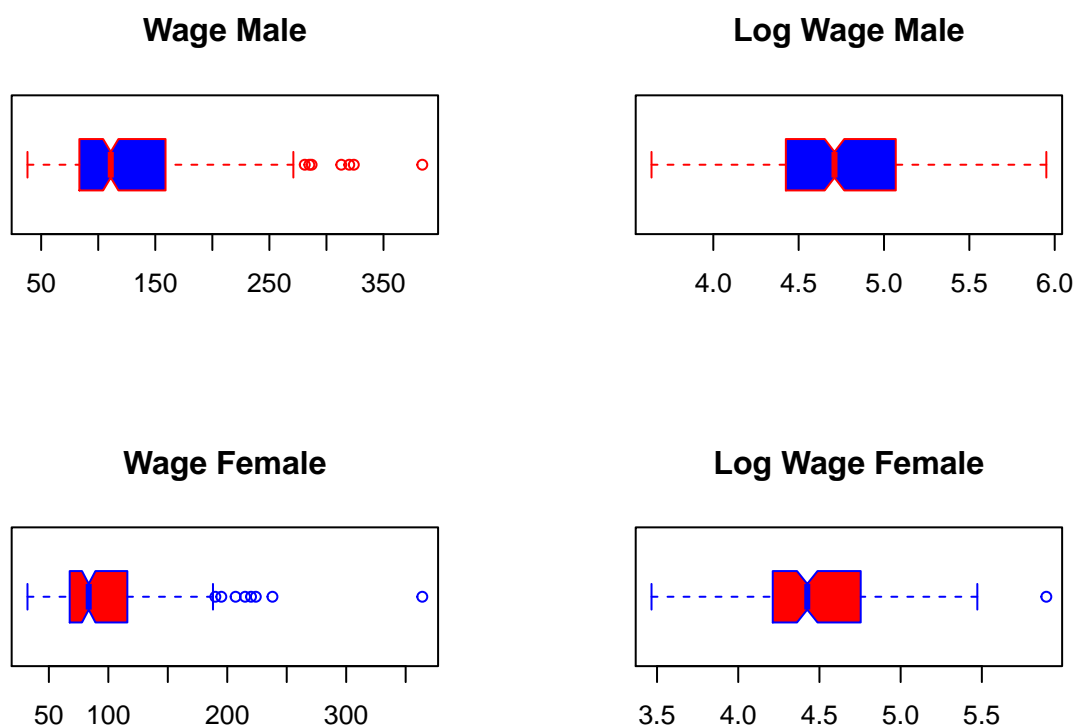 Wage Male
50 150 250 350
Log Wage Male
4.0 4.5 5.0 5.5 6.0
Wage Female
50 100 200 300
Log Wage Female
3.5 4.0 4.5 5.0 5.5